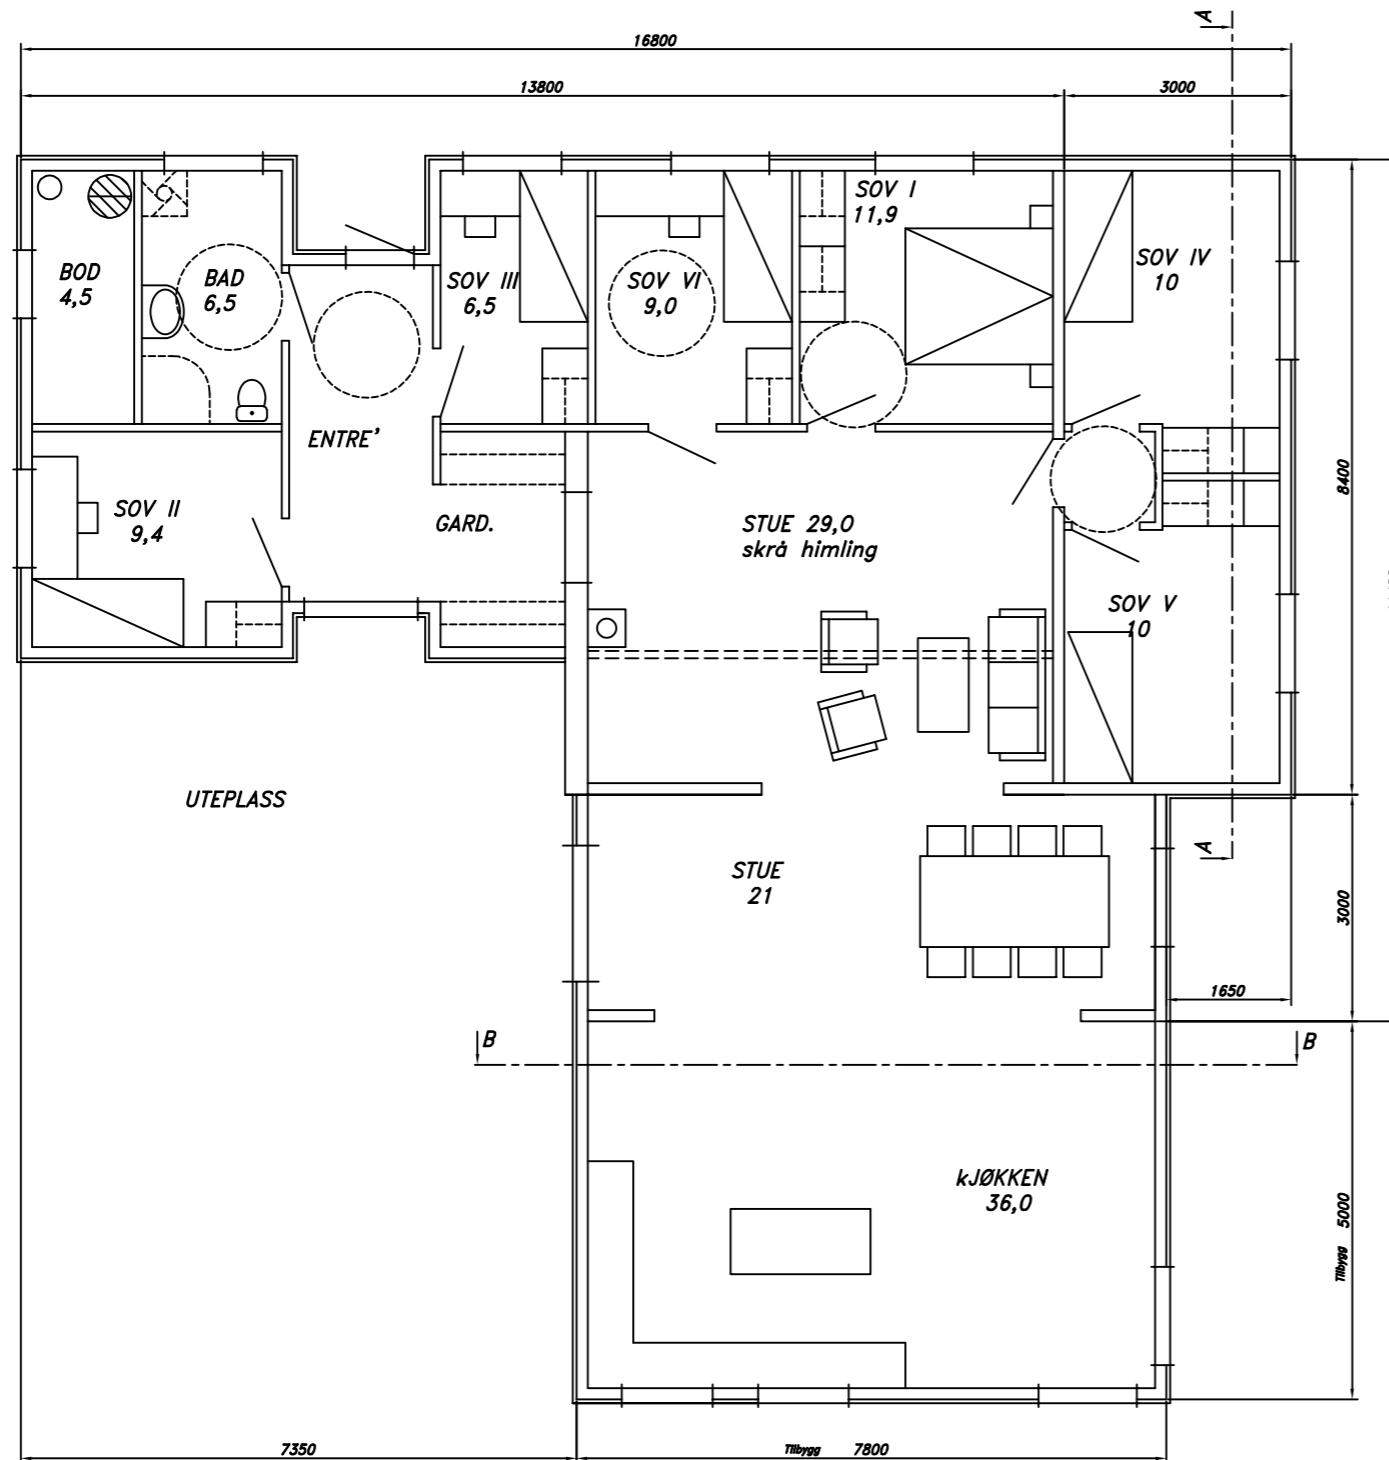 A
16800
13800
3000
BOD
4,5
BAD
6,5
SOV III
6,5
SOV VI
9,0
SOV I
11,9
SOV IV
10
ENTRE'
8400
SOV II
9,4
GARD.
STUE 29,0
skrå himling
SOV V
10
UTEPLASS
A
STUE
21
3000
1650
B
B
kJØKKEN
36,0
Tilbygg 5000
7350
Tilbygg 7800